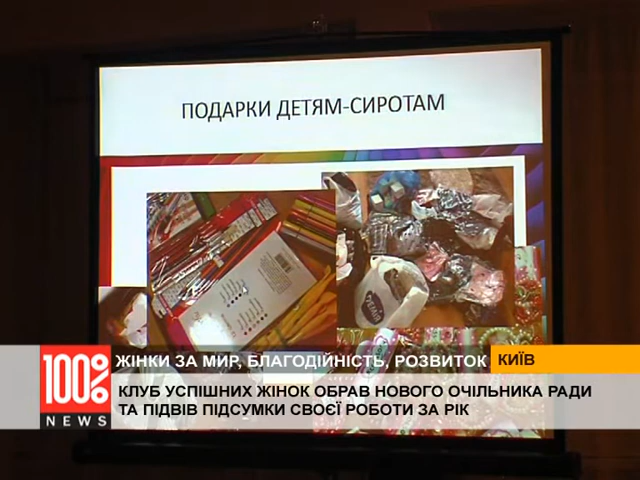 ПОДАРКИ ДЕТЯМ-СИРОТАМ
ЖІНКИ ЗА МИР, БЛАГОДІЙНІСТЬ, РОЗВИТОК
КИЇВ
100%
NEWS
КЛУБ УСПІШНИХ ЖІНОК ОБРАВ НОВОГО ОЧІЛЬНИКА РАДИ
ТА ПІДВІВ ПІДСУМКИ СВОЄЇ РОБОТИ ЗА РІК